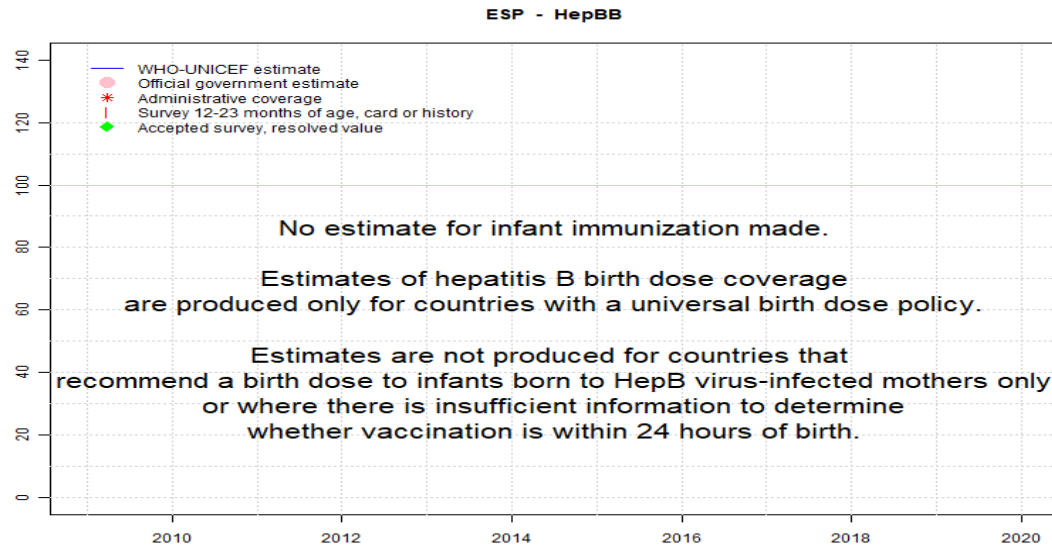 ESP - HepBB
140
120
100
80
60
40
20
0
WHO-UNICEF estimate
Official government estimate
Administrative coverage
Survey 12-23 months of age, card or history
Accepted survey, resolved value
No estimate for infant immunization made.
Estimates of hepatitis B birth dose coverage
are produced only for countries with a universal birth dose policy.
Estimates are not produced for countries that
recommend a birth dose to infants born to HepB virus-infected mothers only
or where there is insufficient information to determine
whether vaccination is within 24 hours of birth.
2010 2012 2014 2016 2018 2020